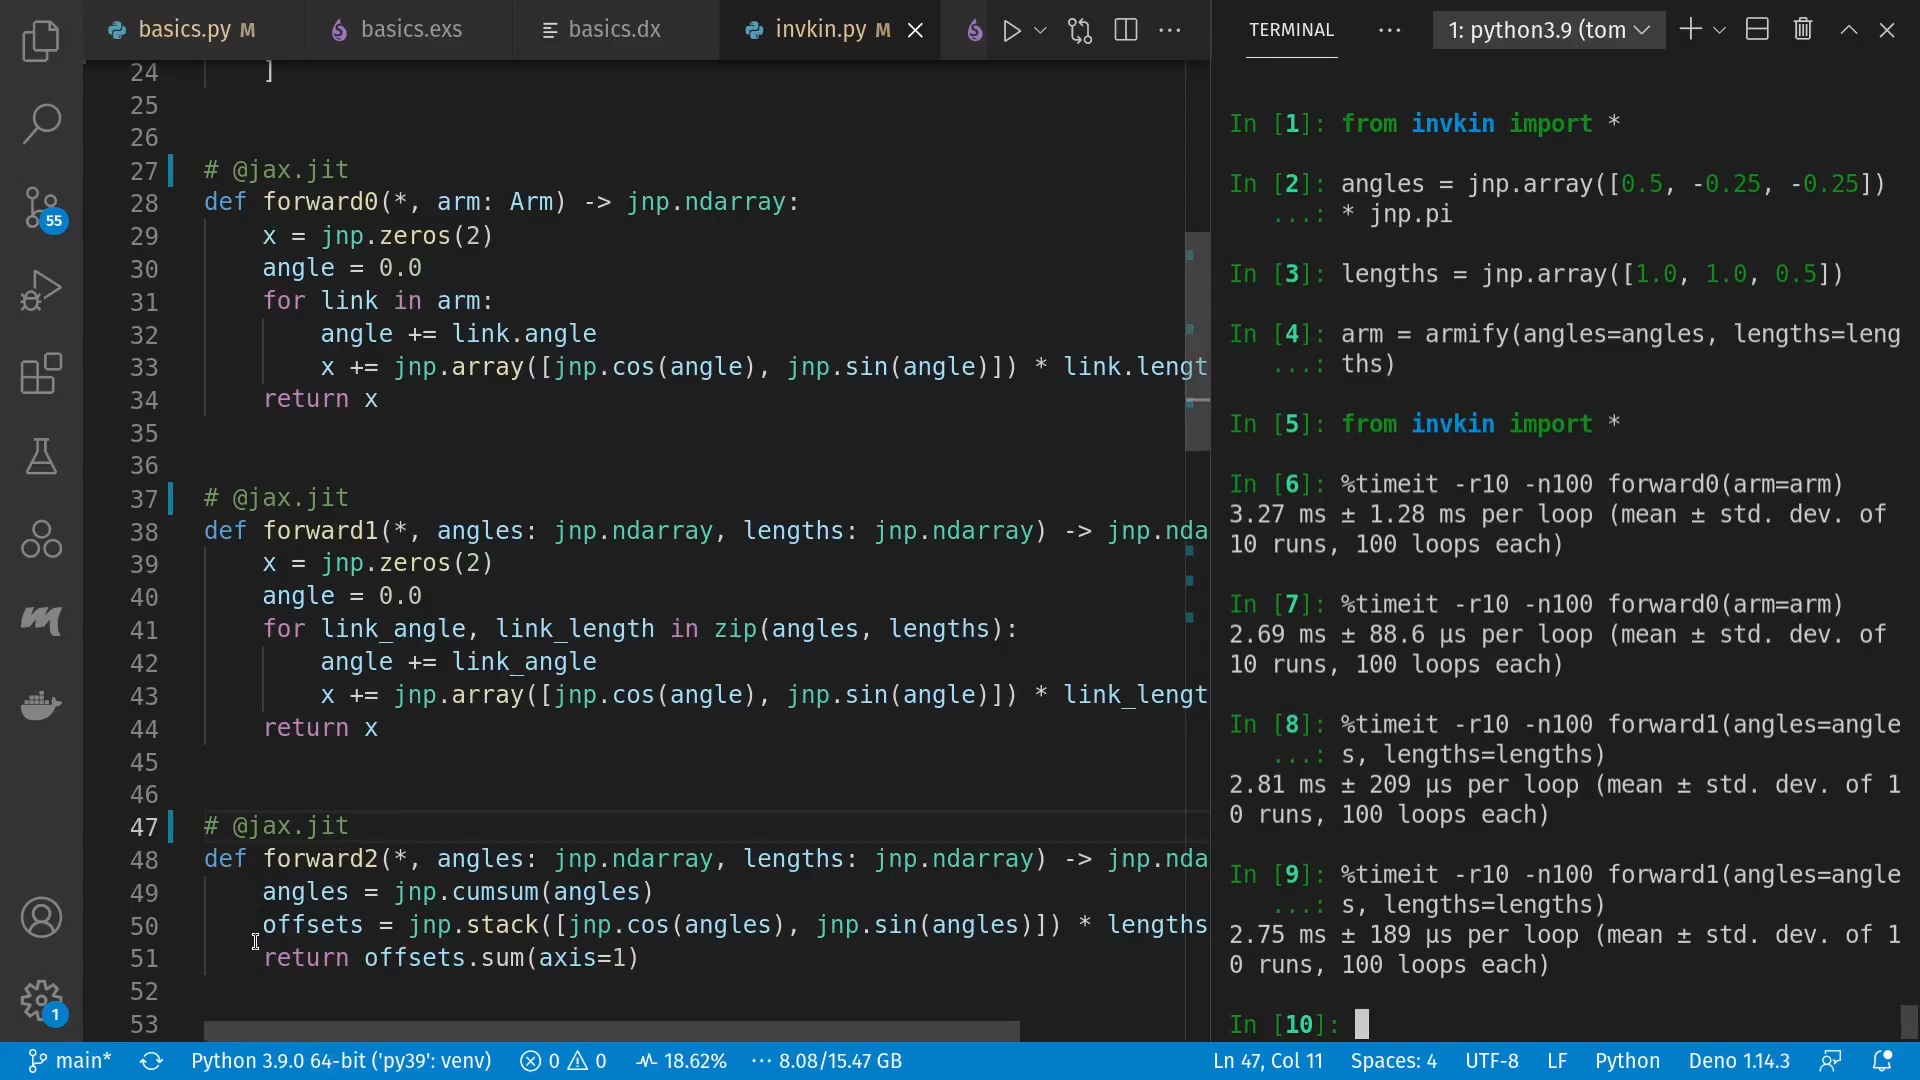 basics.py M
basics.exs
basics.dx
invkin.py M
TERMINAL
1: python3.9 (tom
24 ]
25
26
27 # @jax.jit
28 def forward0(*, arm: Arm) -> jnp.ndarray:
29 x = jnp.zeros(2)
30 angle = 0.0
31 for link in arm:
32 angle += link.angle
33 x += jnp.array([jnp.cos(angle), jnp.sin(angle)]) * link.lengt
34 return x
35
36
37 # @jax.jit
38 def forward1(*, angles: jnp.ndarray, lengths: jnp.ndarray) -> jnp.nda
39 x = jnp.zeros(2)
40 angle = 0.0
41 for link_angle, link_length in zip(angles, lengths):
42 angle += link_angle
43 x += jnp.array([jnp.cos(angle), jnp.sin(angle)]) * link_lengt
44 return x
45
46
47 # @jax.jit
48 def forward2(*, angles: jnp.ndarray, lengths: jnp.ndarray) -> jnp.nda
49 angles = jnp.cumsum(angles)
50 offsets = jnp.stack([jnp.cos(angles), jnp.sin(angles)]) * lengths
51 return offsets.sum(axis=1)
52
53
55
1
In [1]: from invkin import *
In [2]: angles = jnp.array([0.5, -0.25, -0.25])
...: * jnp.pi
In [3]: lengths = jnp.array([1.0, 1.0, 0.5])
In [4]: arm = armify(angles=angles, lengths=leng
...: ths)
In [5]: from invkin import *
In [6]: %timeit -r10 -n100 forward0(arm=arm)
3.27 ms ± 1.28 ms per loop (mean ± std. dev. of
10 runs, 100 loops each)
In [7]: %timeit -r10 -n100 forward0(arm=arm)
2.69 ms ± 88.6 µs per loop (mean ± std. dev. of
10 runs, 100 loops each)
In [8]: %timeit -r10 -n100 forward1(angles=angle
...: s, lengths=lengths)
2.81 ms ± 209 µs per loop (mean ± std. dev. of 1
0 runs, 100 loops each)
In [9]: %timeit -r10 -n100 forward1(angles=angle
...: s, lengths=lengths)
2.75 ms ± 189 µs per loop (mean ± std. dev. of 1
0 runs, 100 loops each)
In [10]:
main* Python 3.9.0 64-bit ('py39': venv) 0 0 18.62% ··· 8.08/15.47 GB Ln 47, Col 11 Spaces: 4 UTF-8 LF Python Deno 1.14.3